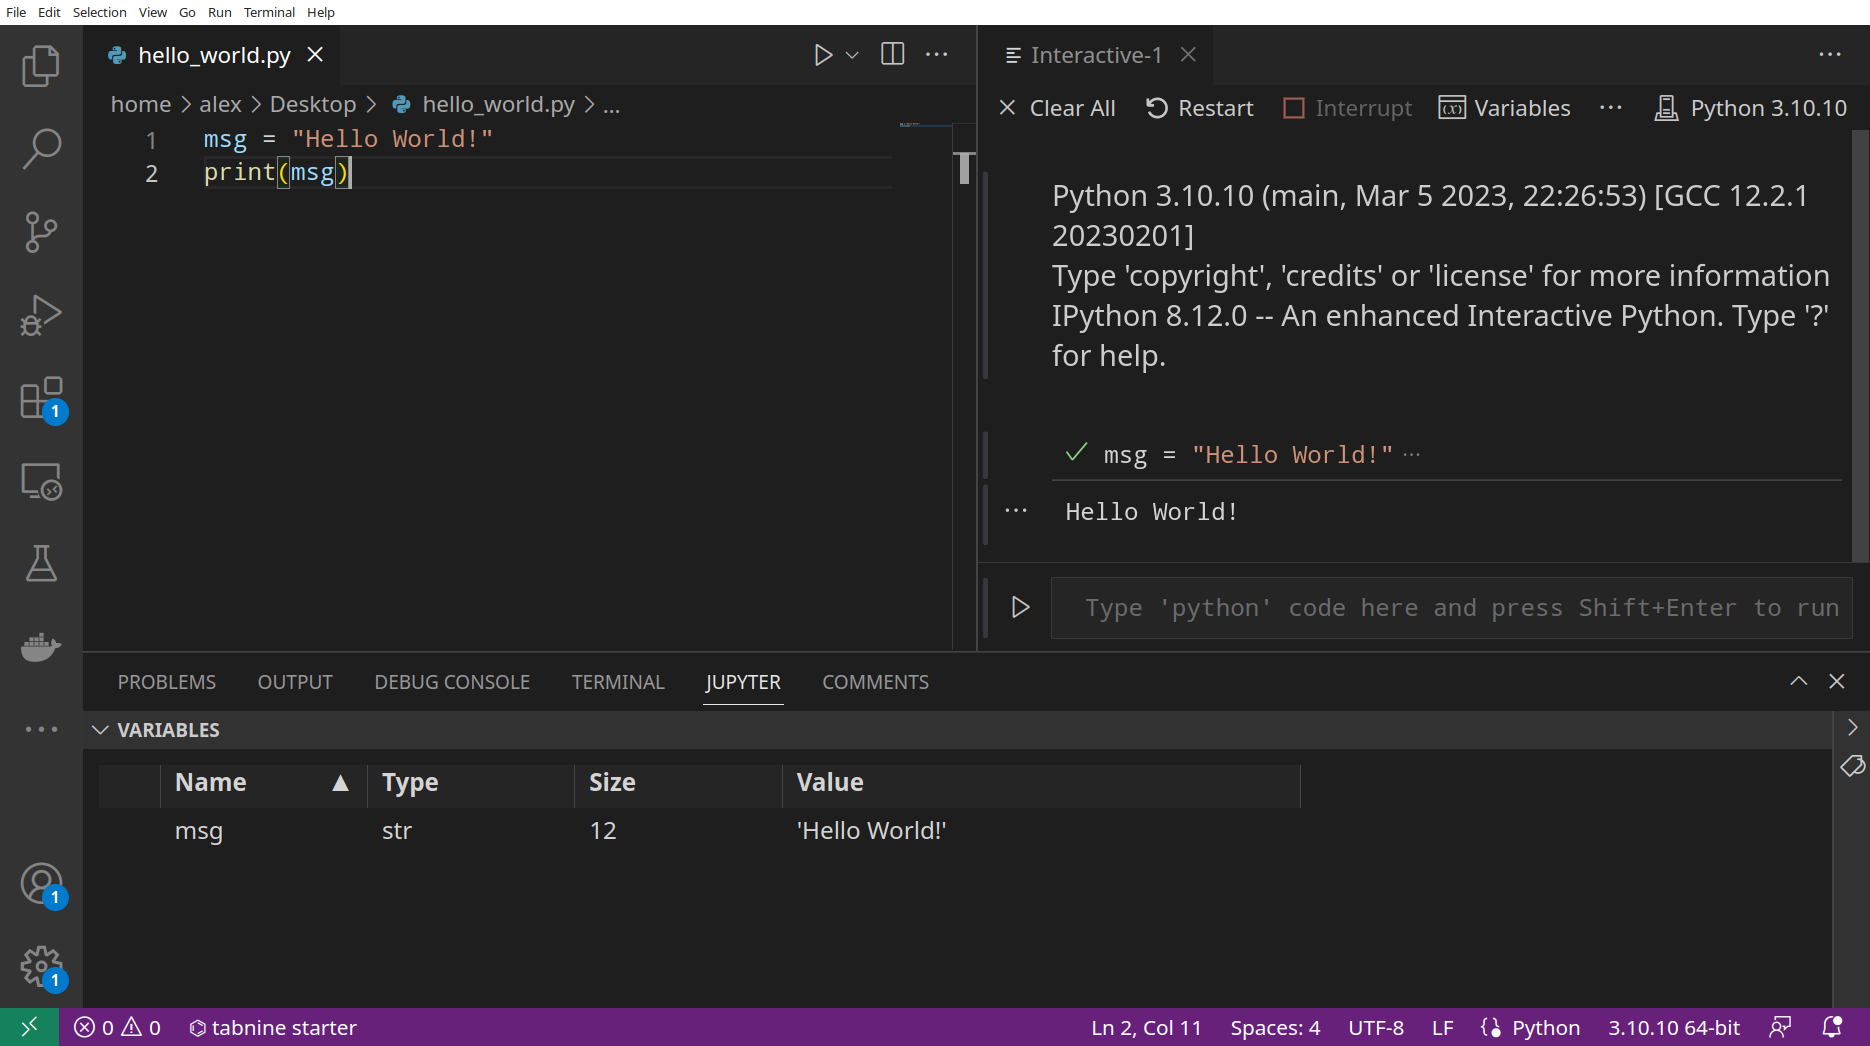 File Edit Selection View Go Run Terminal Help
hello_world.py
home > alex > Desktop > hello_world.py > ...
1 msg = "Hello World!"
2 print(msg)
Interactive-1
Clear All Restart Interrupt Variables ... Python 3.10.10
Python 3.10.10 (main, Mar 5 2023, 22:26:53) [GCC 12.2.1
20230201]
Type 'copyright', 'credits' or 'license' for more information
IPython 8.12.0 -- An enhanced Interactive Python. Type '?'
for help.
msg = "Hello World!" ...
Hello World!
Type 'python' code here and press Shift+Enter to run
1
PROBLEMS OUTPUT DEBUG CONSOLE TERMINAL JUPYTER COMMENTS
VARIABLES
Name Type Size Value
msg str 12 'Hello World!'
1
1
0 0 tabnine starter Ln 2, Col 11 Spaces: 4 UTF-8 LF Python 3.10.10 64-bit